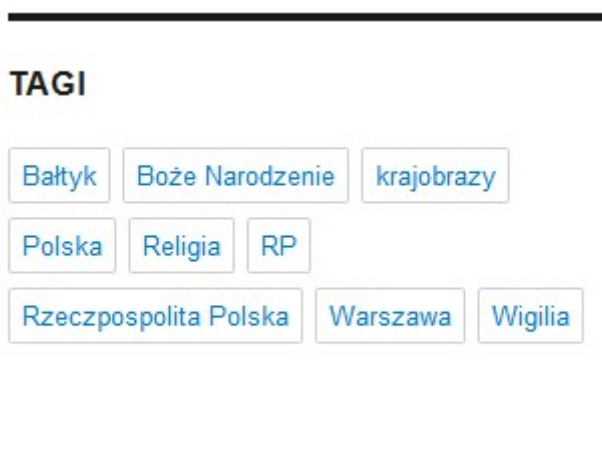 TAGI
Bałtyk Boże Narodzenie krajobrazy
Polska Religia RP
Rzeczpospolita Polska Warszawa Wigilia